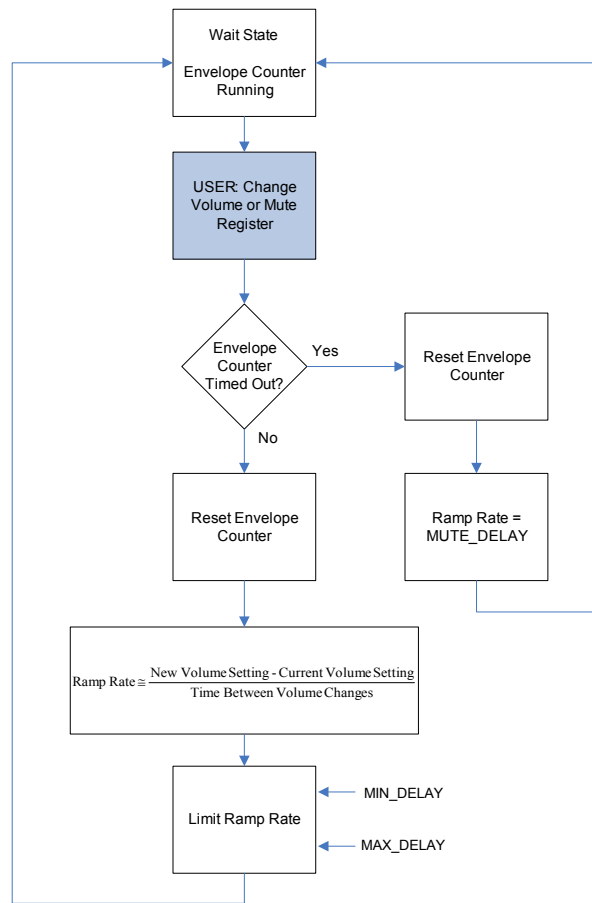 Wait State
Envelope Counter
Running
USER: Change
Volume or Mute
Register
Envelope
Counter
Timed Out?
Yes
Reset Envelope
Counter
No
Reset Envelope
Counter
Ramp Rate =
MUTE_DELAY
Ramp Rate ≅ New Volume Setting - Current Volume Setting
Time Between Volume Changes
Limit Ramp Rate
MIN_DELAY
MAX_DELAY